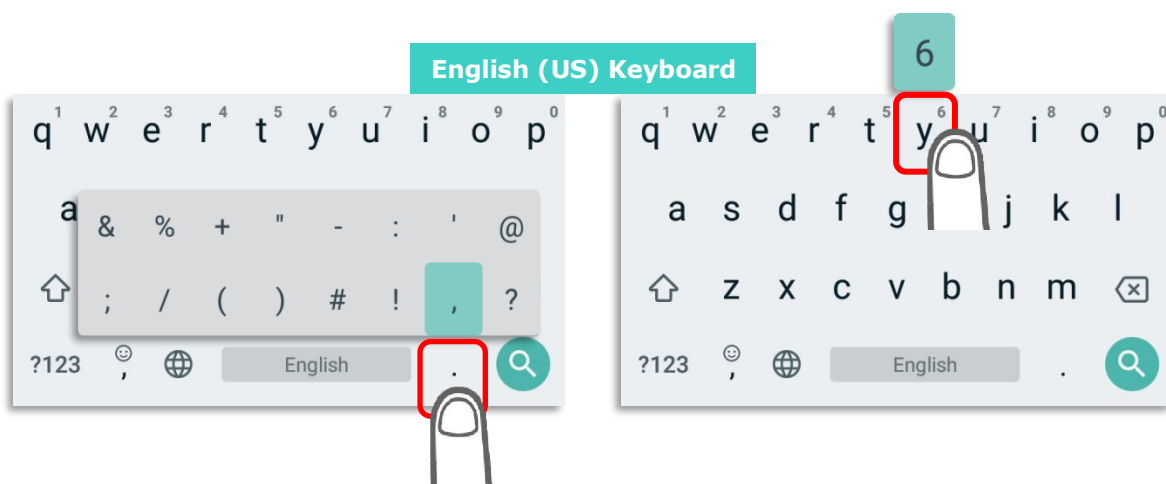 6
English (US) Keyboard
q 1 w 2 e 3 r 4 t 5 y 6 u 7 i 8 o 9 p 0
a
& % + " - : ' @
; / ( ) # ! , ?
?123 , English .
q 1 w 2 e 3 r 4 t 5 y 6 u 7 i 8 o 9 p 0
a s d f g j k l
z x c v b n m
?123 , English .